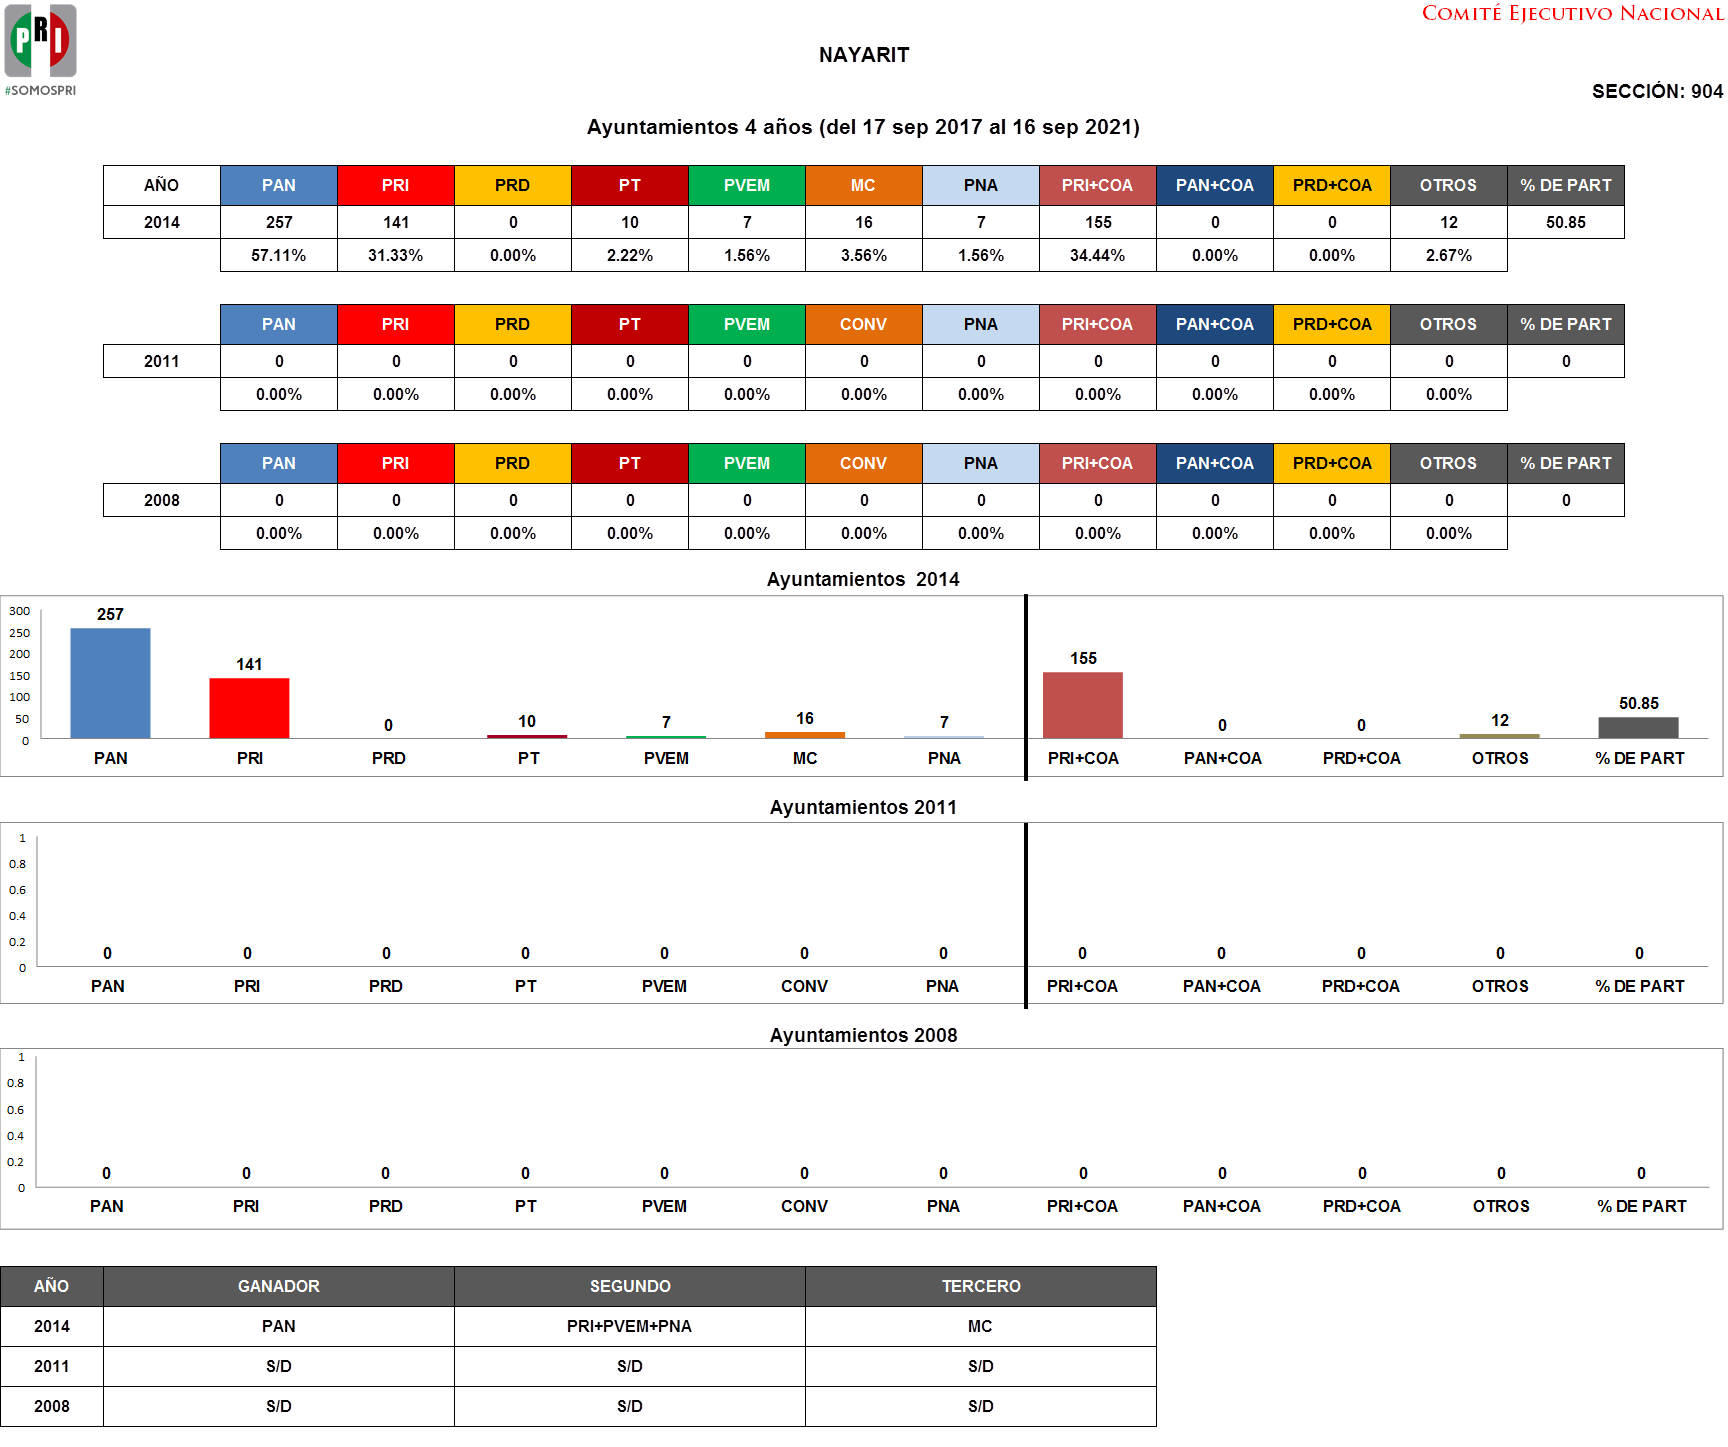 PRI
#SOMOSPRI
COMITÉ EJECUTIVO NACIONAL
NAYARIT
SECCIÓN: 904
Ayuntamientos 4 años (del 17 sep 2017 al 16 sep 2021)
AÑO PAN PRI PRD PT PVEM MC PNA PRI+COA PAN+COA PRD+COA OTROS % DE PART
2014 257 141 0 10 7 16 7 155 0 0 12 50.85
57.11% 31.33% 0.00% 2.22% 1.56% 3.56% 1.56% 34.44% 0.00% 0.00% 2.67%
PAN PRI PRD PT PVEM CONV PNA PRI+COA PAN+COA PRD+COA OTROS % DE PART
2011 0 0 0 0 0 0 0 0 0 0 0 0
0.00% 0.00% 0.00% 0.00% 0.00% 0.00% 0.00% 0.00% 0.00% 0.00% 0.00%
PAN PRI PRD PT PVEM CONV PNA PRI+COA PAN+COA PRD+COA OTROS % DE PART
2008 0 0 0 0 0 0 0 0 0 0 0 0
0.00% 0.00% 0.00% 0.00% 0.00% 0.00% 0.00% 0.00% 0.00% 0.00% 0.00%
Ayuntamientos 2014
300
250
200
150
100
50
0
257 141 0 10 7 16 7 155 0 0 12 50.85
PAN PRI PRD PT PVEM MC PNA PRI+COA PAN+COA PRD+COA OTROS % DE PART
Ayuntamientos 2011
1
0.8
0.6
0.4
0.2
0
0 0 0 0 0 0 0 0 0 0 0 0
PAN PRI PRD PT PVEM CONV PNA PRI+COA PAN+COA PRD+COA OTROS % DE PART
Ayuntamientos 2008
1
0.8
0.6
0.4
0.2
0
0 0 0 0 0 0 0 0 0 0 0 0
PAN PRI PRD PT PVEM CONV PNA PRI+COA PAN+COA PRD+COA OTROS % DE PART
AÑO GANADOR SEGUNDO TERCERO
2014 PAN PRI+PVEM+PNA MC
2011 S/D S/D S/D
2008 S/D S/D S/D